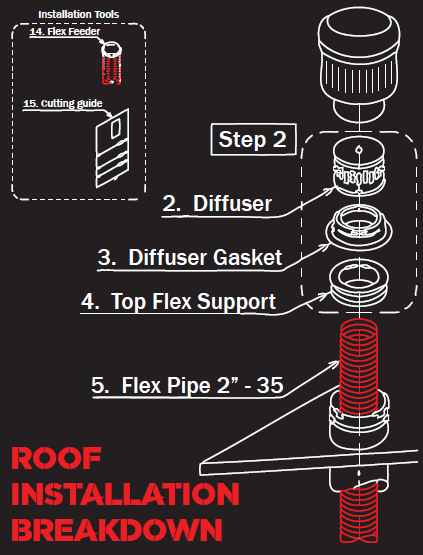 Installation Tools
14. Flex Feeder
15. Cutting guide
Step 2
2. Diffuser
3. Diffuser Gasket
4. Top Flex Support
5. Flex Pipe 2” - 35
ROOF
INSTALLATION
BREAKDOWN